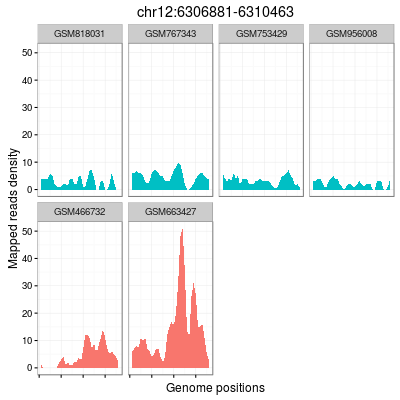 chr12:6306881-6310463
GSM818031 GSM767343 GSM753429 GSM956008
50
40
30
20
10
0
Mapped reads density
GSM466732 GSM663427
50
40
30
20
10
0
Genome positions